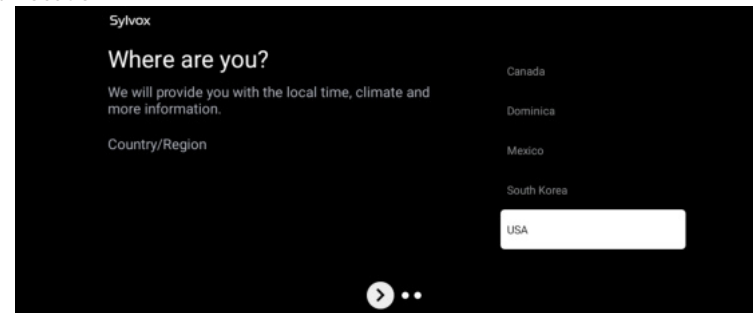 Sylvox
Where are you?
We will provide you with the local time, climate and
more information.
Country/Region
Canada
Dominica
Mexico
South Korea
USA